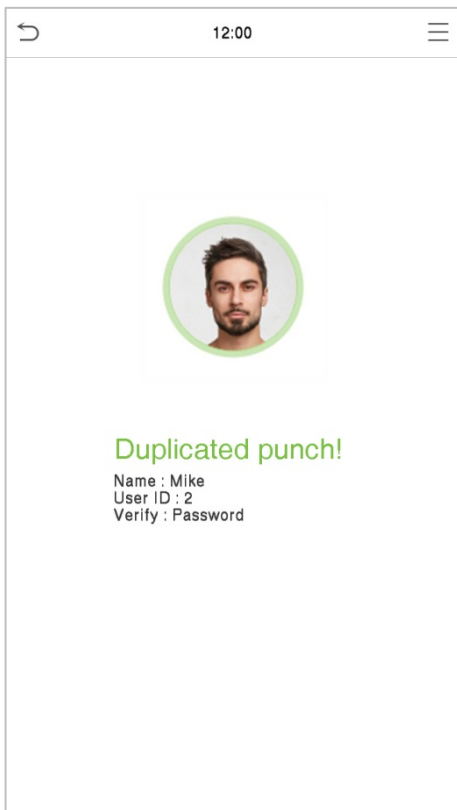 12:00
Duplicated punch!
Name : Mike
User ID : 2
Verify : Password